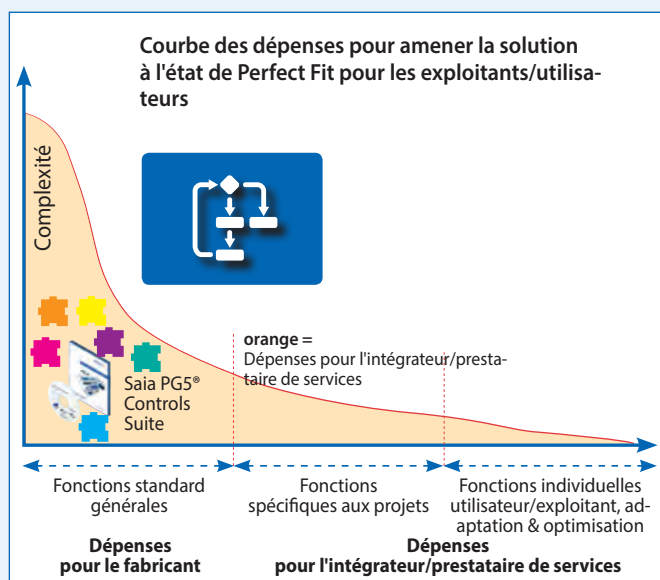 Courbe des dépenses pour amener la solution
à l'état de Perfect Fit pour les exploitants/utilisa-
teurs
Complexité
orange =
Dépenses pour l'intégrateur/presta-
taire de services
Saia PG5®
Controls
Suite
Fonctions standard
générales
Fonctions
spécifiques aux projets
Fonctions individuelles
utilisateur/exploitant, ad-
aptation & optimisation
Dépenses
pour le fabricant
Dépenses
pour l'intégrateur/prestataire de services